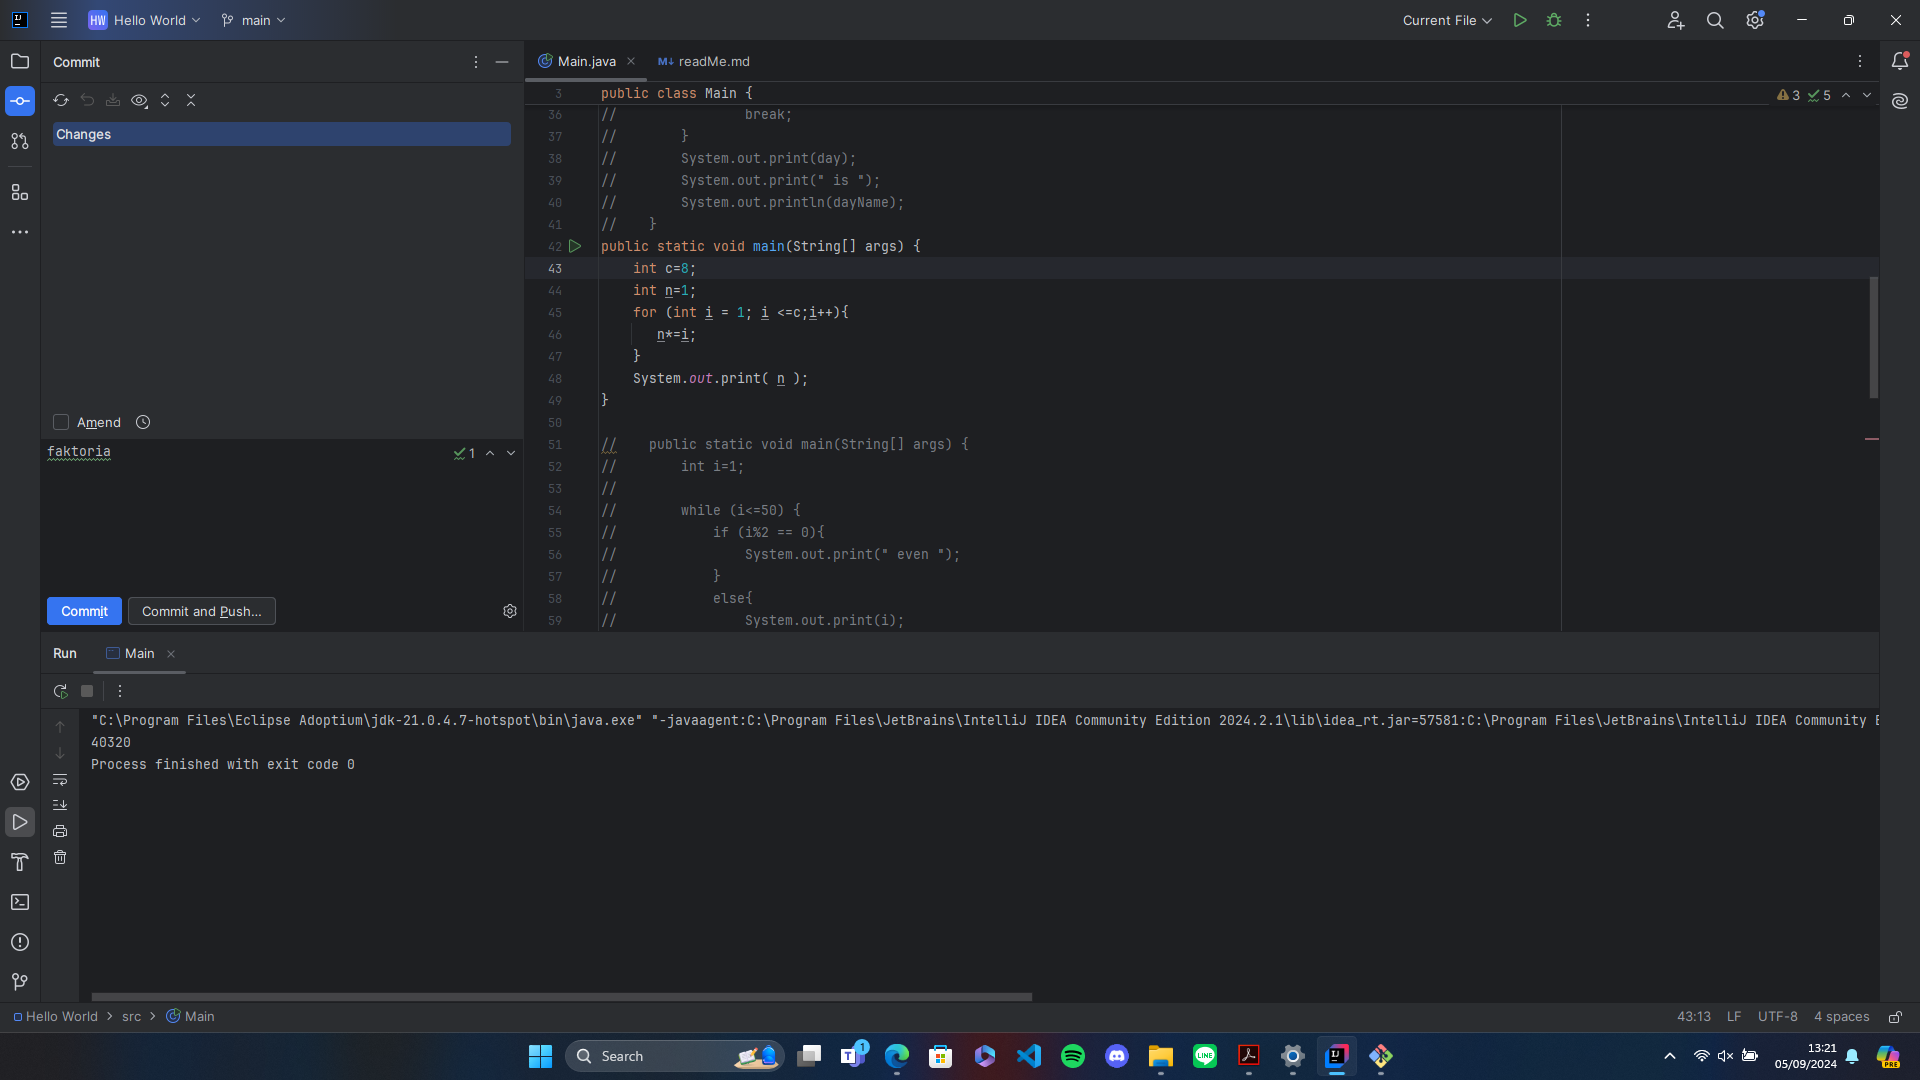 HW Hello World main Current File
Commit
Changes
Amend
faktoria 1
Commit Commit and Push...
Main.java readMe.md
3 public class Main { 3 5
36 // break;
37 // }
38 // System.out.print(day);
39 // System.out.print(" is ");
40 // System.out.println(dayName);
41 // }
42 public static void main(String[] args) {
43 int c=8;
44 int n=1;
45 for (int i = 1; i <=c;i++){
46 n*=i;
47 }
48 System.out.print( n );
49 }
50
51 // public static void main(String[] args) {
52 // int i=1;
53 //
54 // while (i<=50) {
55 // if (i%2 == 0){
56 // System.out.print(" even ");
57 // }
58 // else{
59 // System.out.print(i);
Run Main
"C:\Program Files\Eclipse Adoptium\jdk-21.0.4.7-hotspot\bin\java.exe" "-javaagent:C:\Program Files\JetBrains\IntelliJ IDEA Community Edition 2024.2.1\lib\idea_rt.jar=57581:C:\Program Files\JetBrains\IntelliJ IDEA Community E
40320
Process finished with exit code 0
Hello World src Main 43:13 LF UTF-8 4 spaces
Search 1 LINE PRE
13:21
05/09/2024